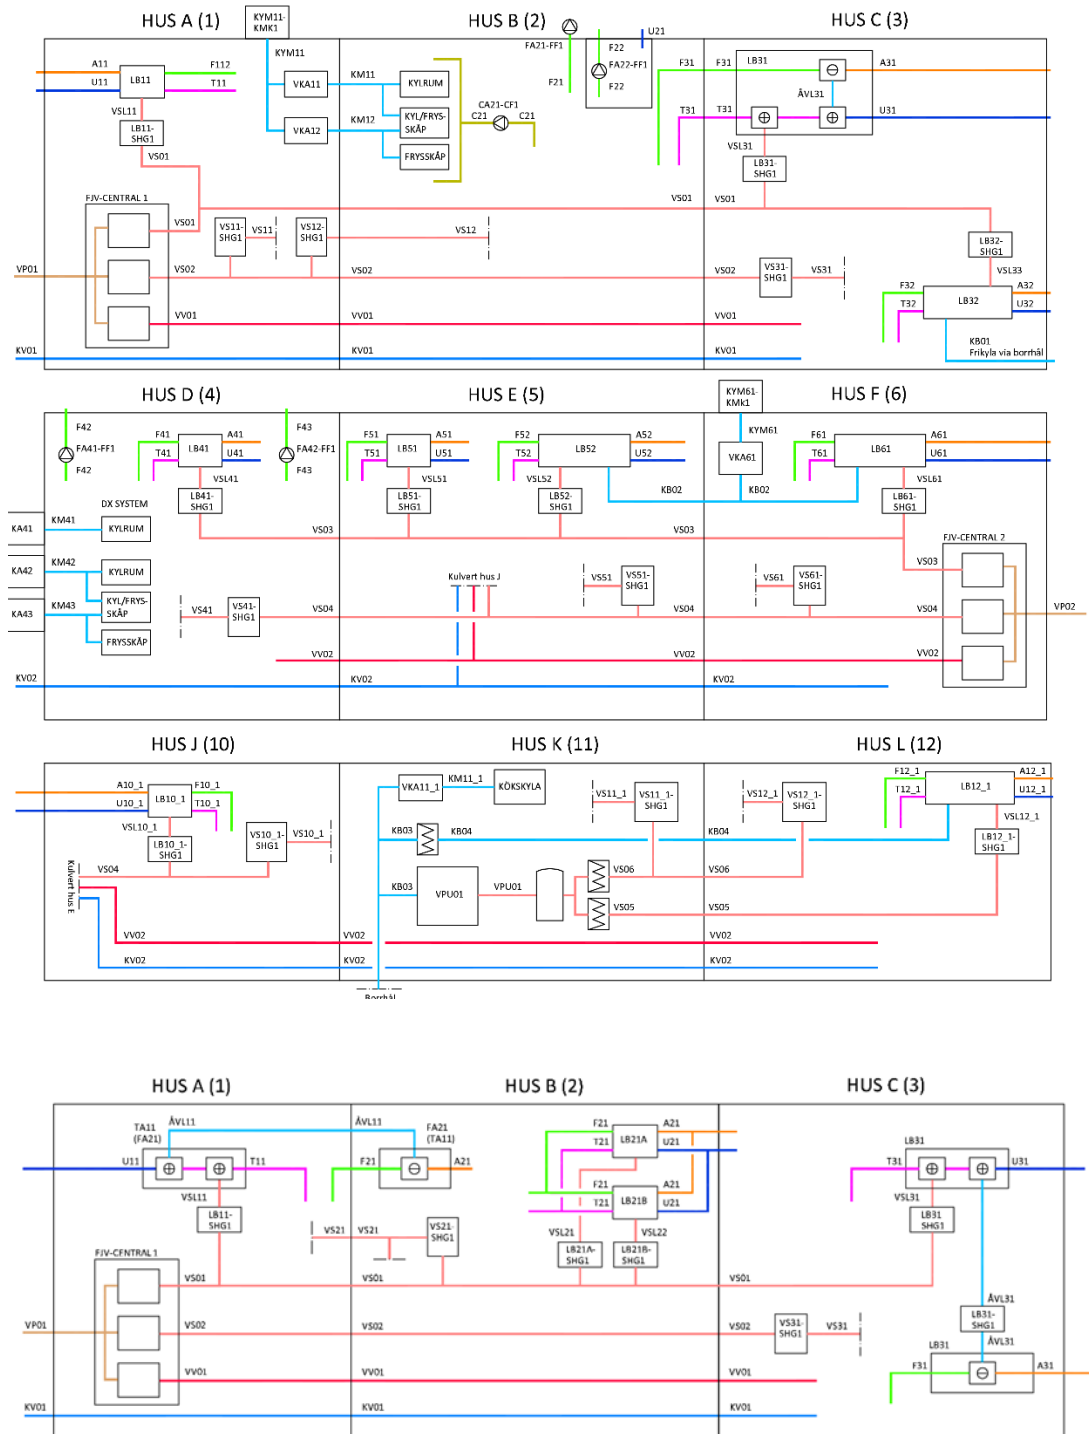 HUS A (1)
HUS B (2)
HUS C (3)
KYM11-
KMK1
KYM11
A11
U11
LB11
F112
T11
VSL11
LB11-
SHG1
VS01
VKA11
VKA12
KM11
KM12
KYLRUM
KYL/FRYS-
SKÅP
FRYSSKÅP
CA21-CF1
C21
C21
FA21-FF1
F21
F22
FA22-FF1
F22
U21
F31
F31
LB31
A31
ÅVL31
T31
T31
U31
VSL31
LB31-
SHG1
VS01
VS01
FJV-CENTRAL 1
VS01
VS11-
SHG1
VS11
VS12-
SHG1
VS12
LB32-
SHG1
VSL33
VP01
VS02
VS02
VS02
VS31-
SHG1
VS31
F32
T32
LB32
A32
U32
VV01
VV01
VV01
KB01
Frikyla via borrhål
KV01
KV01
KV01
HUS D (4)
HUS E (5)
HUS F (6)
F42
FA41-FF1
F42
F41
T41
LB41
A41
U41
VSL41
LB41-
SHG1
F43
FA42-FF1
F43
F51
T51
LB51
A51
U51
VSL51
LB51-
SHG1
F52
T52
LB52
A52
U52
VSL52
LB52-
SHG1
KB02
KYM61-
KMk1
KYM61
VKA61
KB02
F61
T61
LB61
A61
U61
VSL61
LB61-
SHG1
DX SYSTEM
KA41
KM41
KYLRUM
VS03
VS03
VS03
FJV-CENTRAL 2
KA42
KM42
KYLRUM
KA43
KM43
KYL/FRYS-
SKÅP
FRYSSKÅP
VS41
VS41-
SHG1
VS04
Kulvert hus J
VS51
VS51-
SHG1
VS04
VS61
VS61-
SHG1
VS04
VP02
VV02
VV02
VV02
KV02
KV02
KV02
HUS J (10)
HUS K (11)
HUS L (12)
A10_1
U10_1
LB10_1
F10_1
T10_1
VSL10_1
LB10_1-
SHG1
VS10_1-
SHG1
VS10_1
VS04
Kulvert hus E
VV02
VV02
VV02
KV02
KV02
KV02
VKA11_1
KM11_1
KÖKSKYLA
KB03
KB04
KB04
KB03
VPU01
VPU01
VS11_1
VS11_1-
SHG1
VS06
VS06
VS05
VS05
VS12_1
VS12_1-
SHG1
F12_1
T12_1
LB12_1
A12_1
U12_1
VSL12_1
LB12_1-
SHG1
Borrhål
HUS A (1)
HUS B (2)
HUS C (3)
TA11
(FA21)
ÅVL11
ÅVL11
FA21
(TA11)
U11
T11
F21
A21
VSL11
LB11-
SHG1
VS21
VS21
VS21-
SHG1
F21
T21
LB21A
A21
U21
F21
T21
LB21B
A21
U21
VSL21
LB21A-
SHG1
VSL22
LB21B-
SHG1
LB31
T31
U31
VSL31
LB31
SHG1
FJV-CENTRAL 1
VS01
VS01
VS01
VP01
VS02
VS02
VS02
VS31-
SHG1
VS31
ÅVL31
LB31-
SHG1
ÅVL31
LB31
F31
A31
VV01
VV01
VV01
KV01
KV01